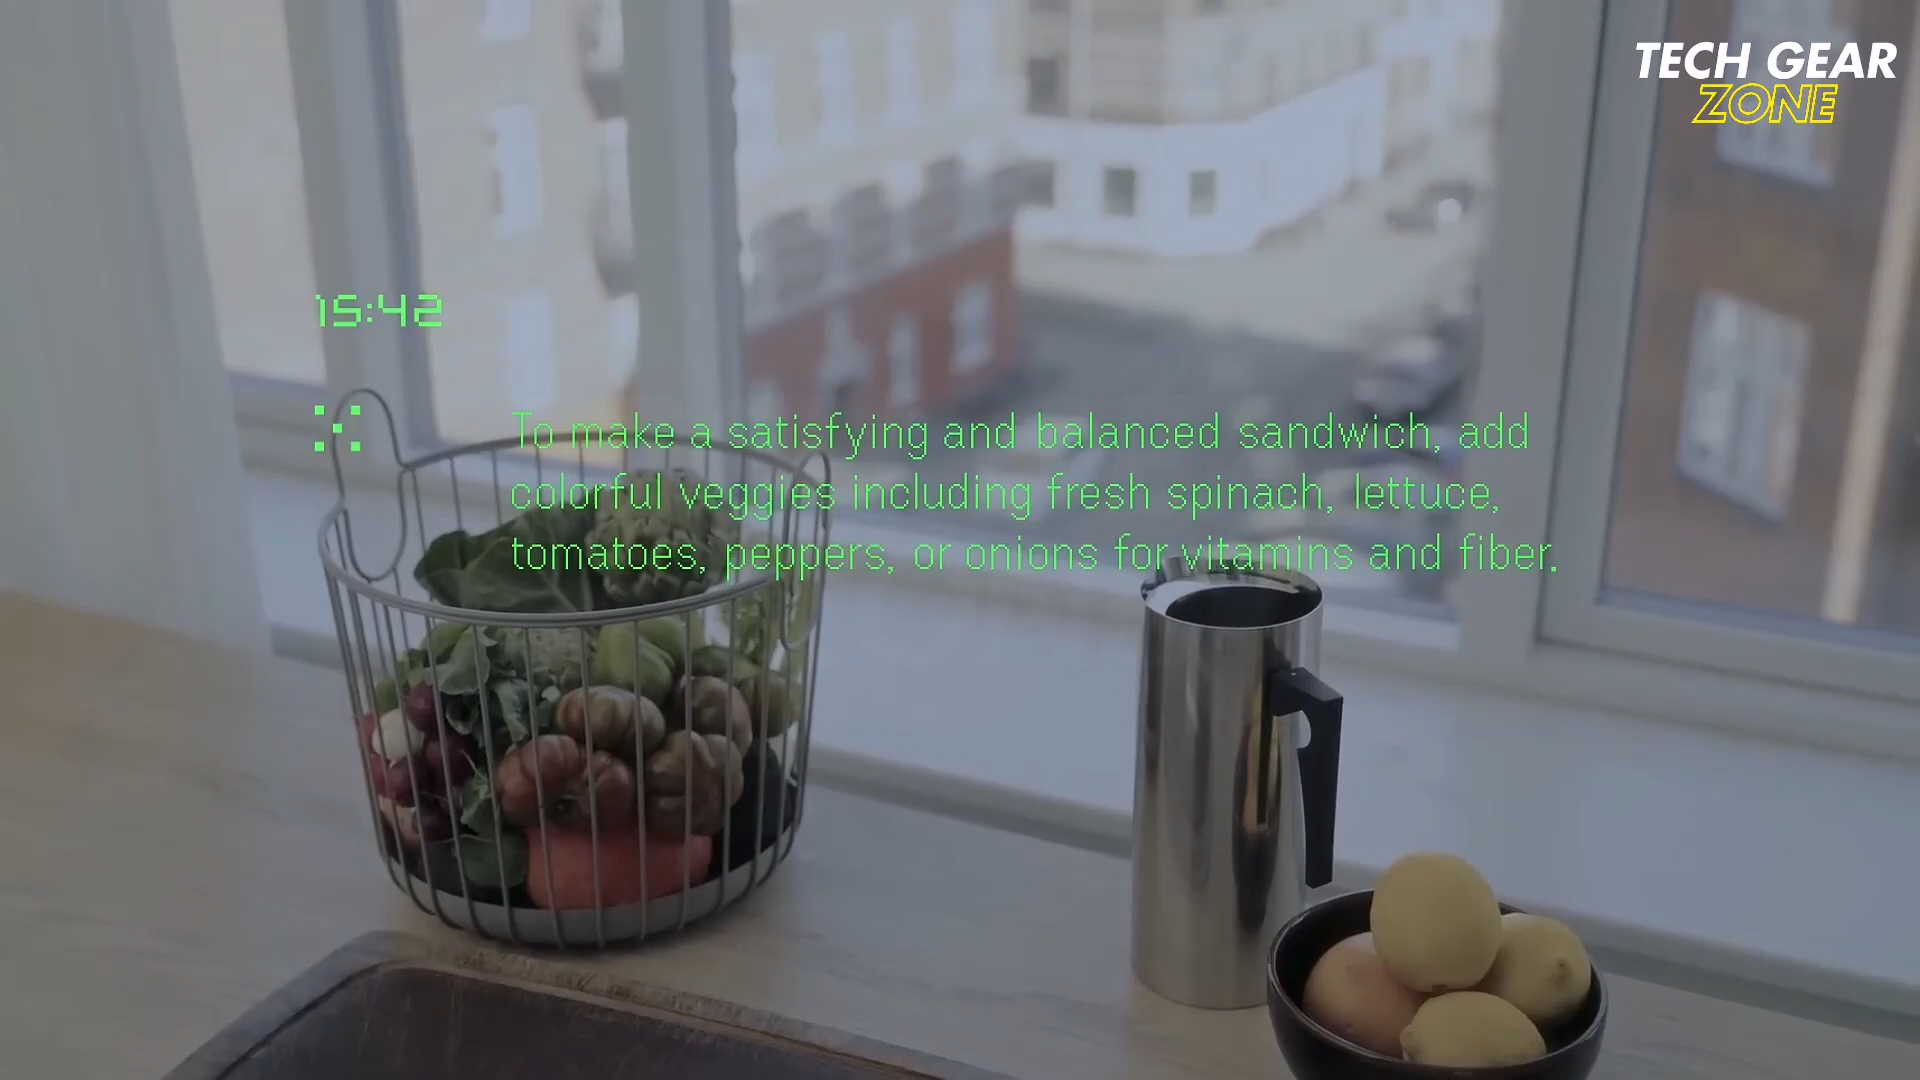 TECH GEAR
ZONE
15:42
To make a satisfying and balanced sandwich, add
colorful veggies including fresh spinach, lettuce,
tomatoes, peppers, or onions for vitamins and fiber.